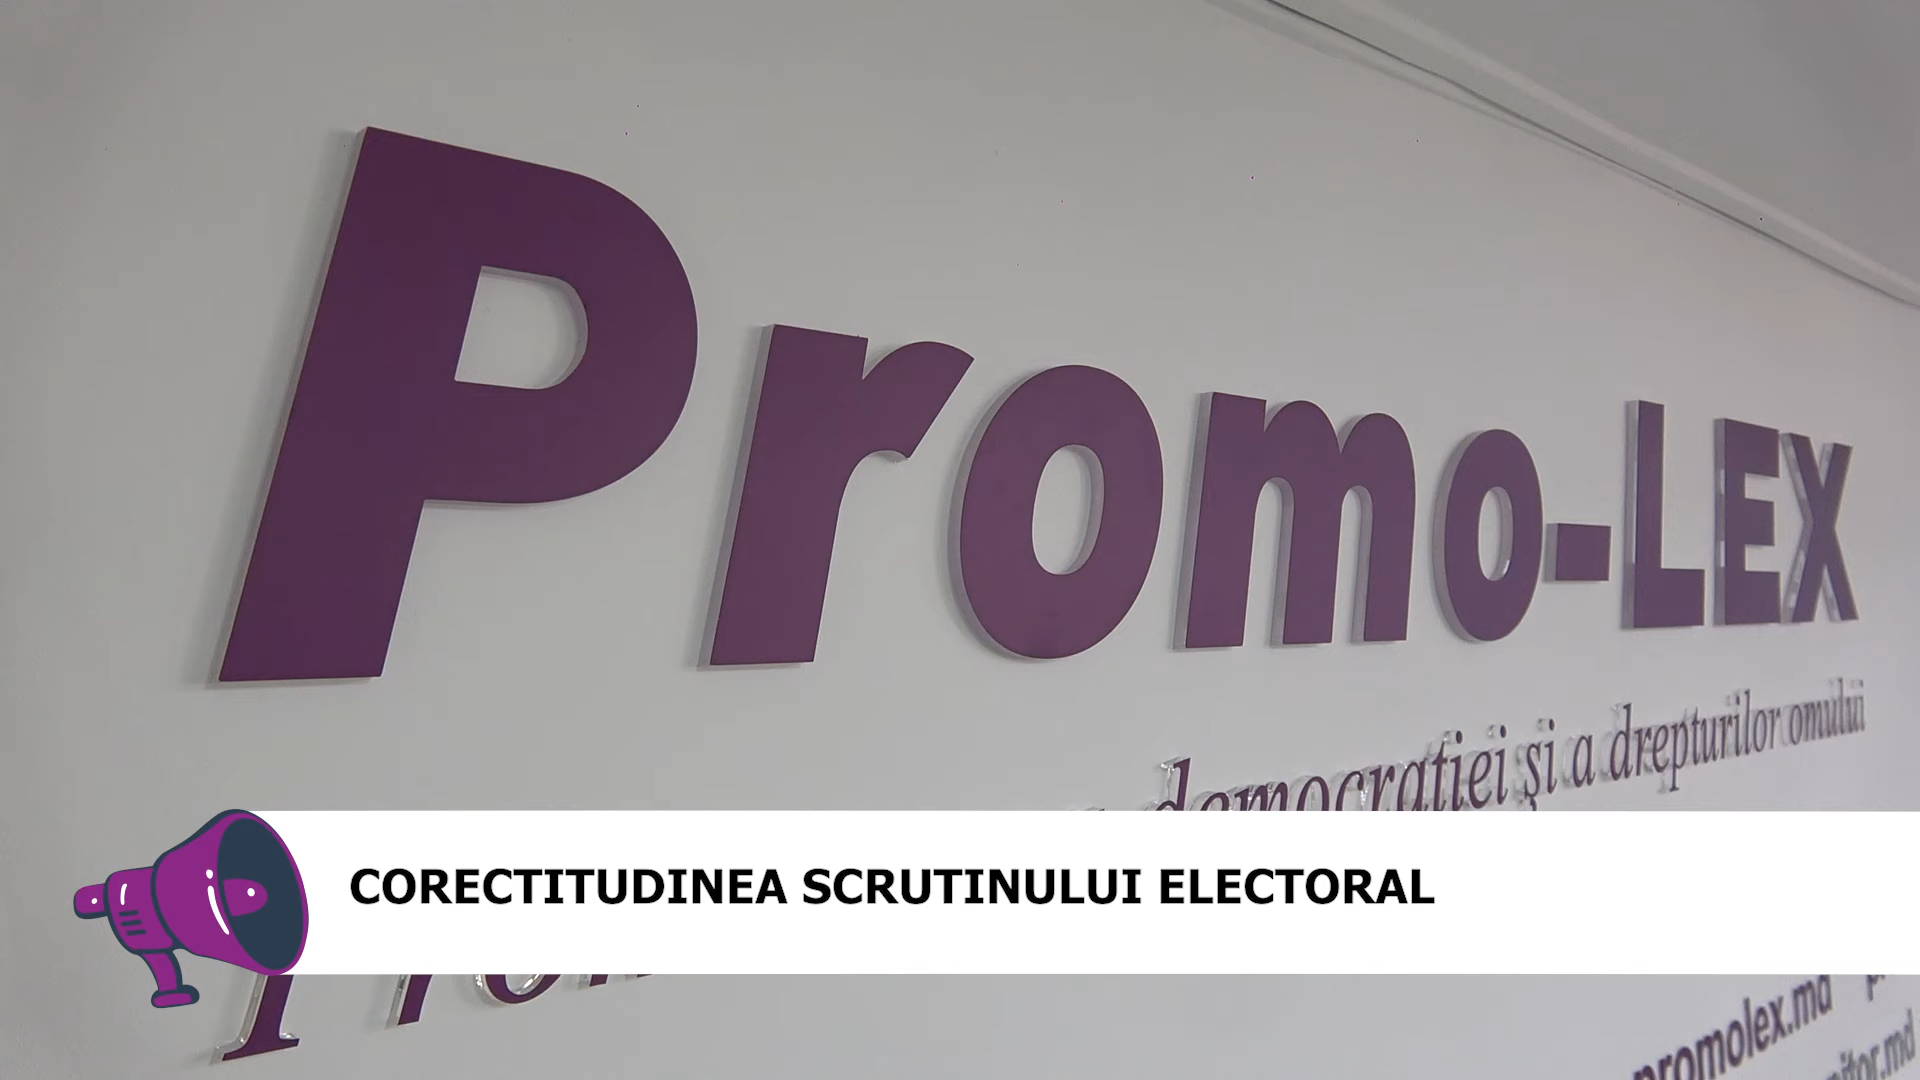 Promo-LEX
democrației și a drepturilor omului
CORECTITUDINEA SCRUTINULUI ELECTORAL
promolex.md